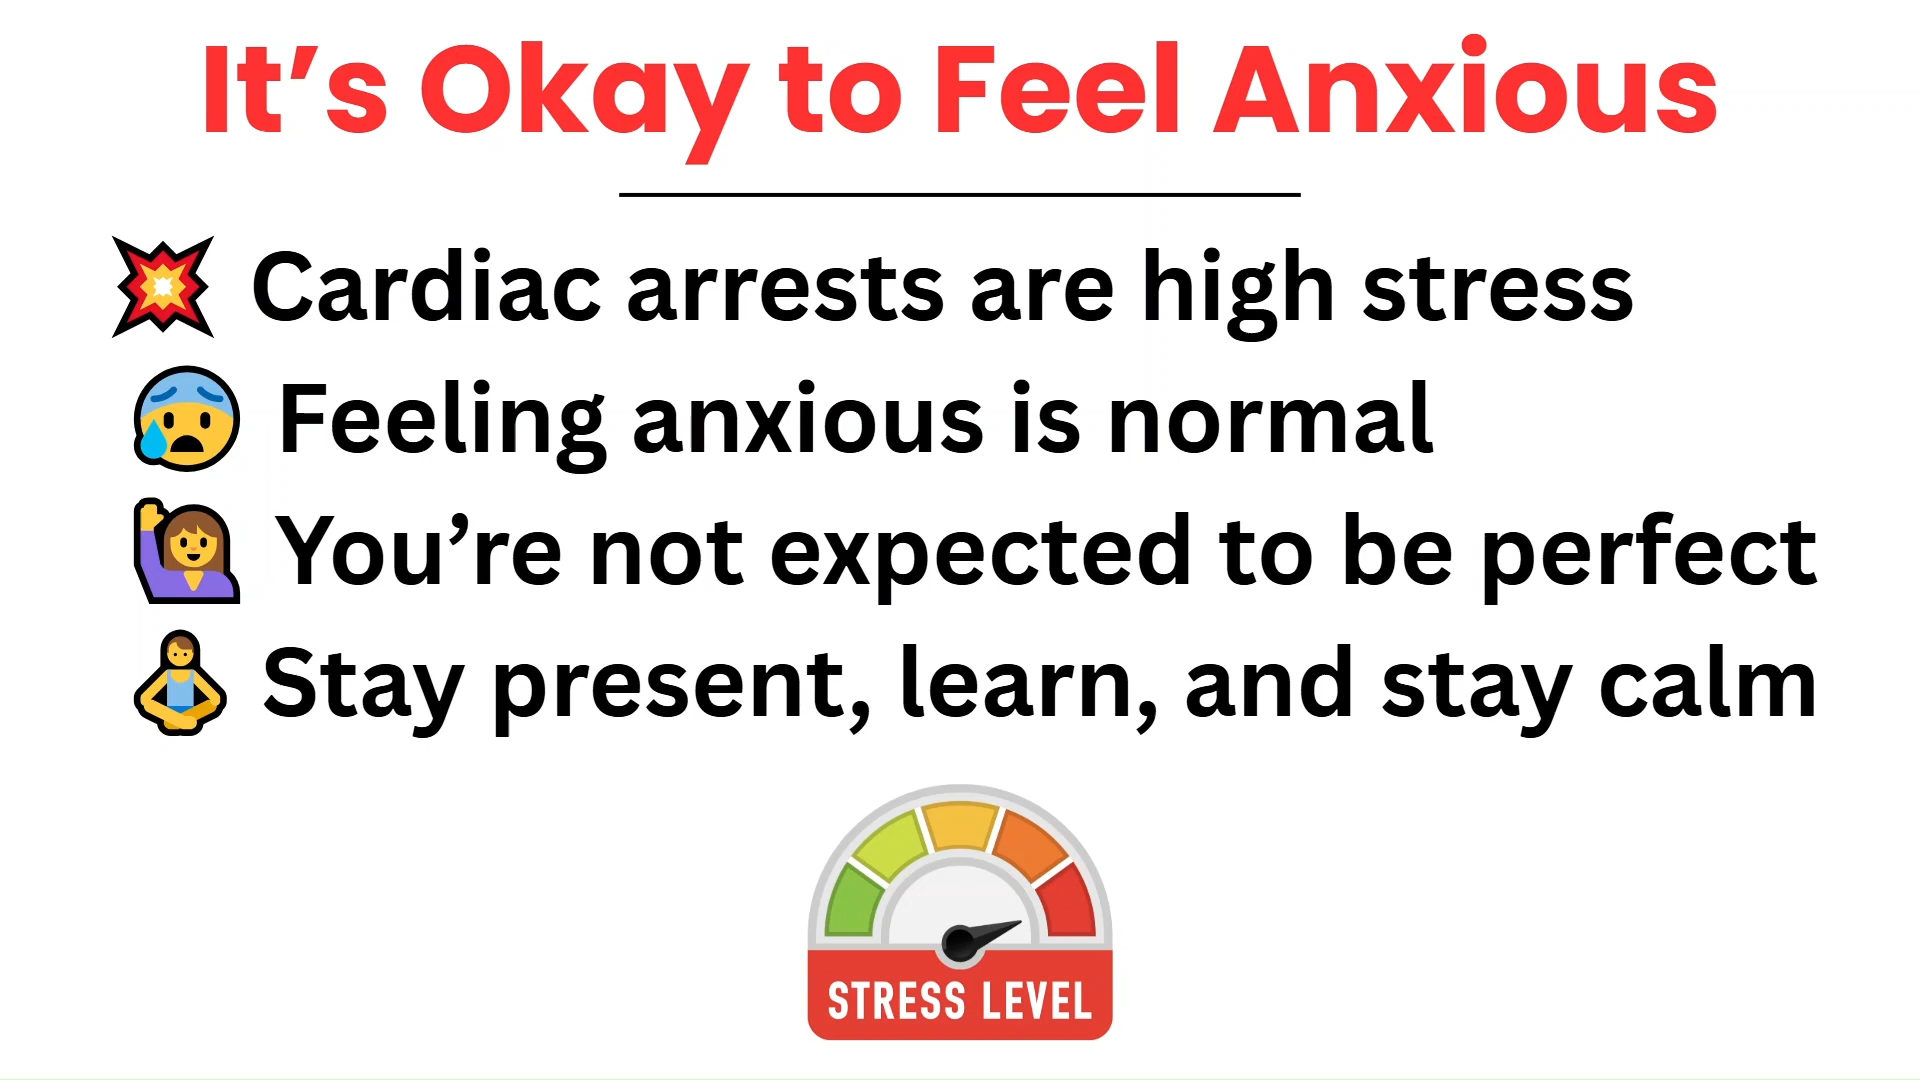 It’s Okay to Feel Anxious
Cardiac arrests are high stress
Feeling anxious is normal
You’re not expected to be perfect
Stay present, learn, and stay calm
STRESS LEVEL